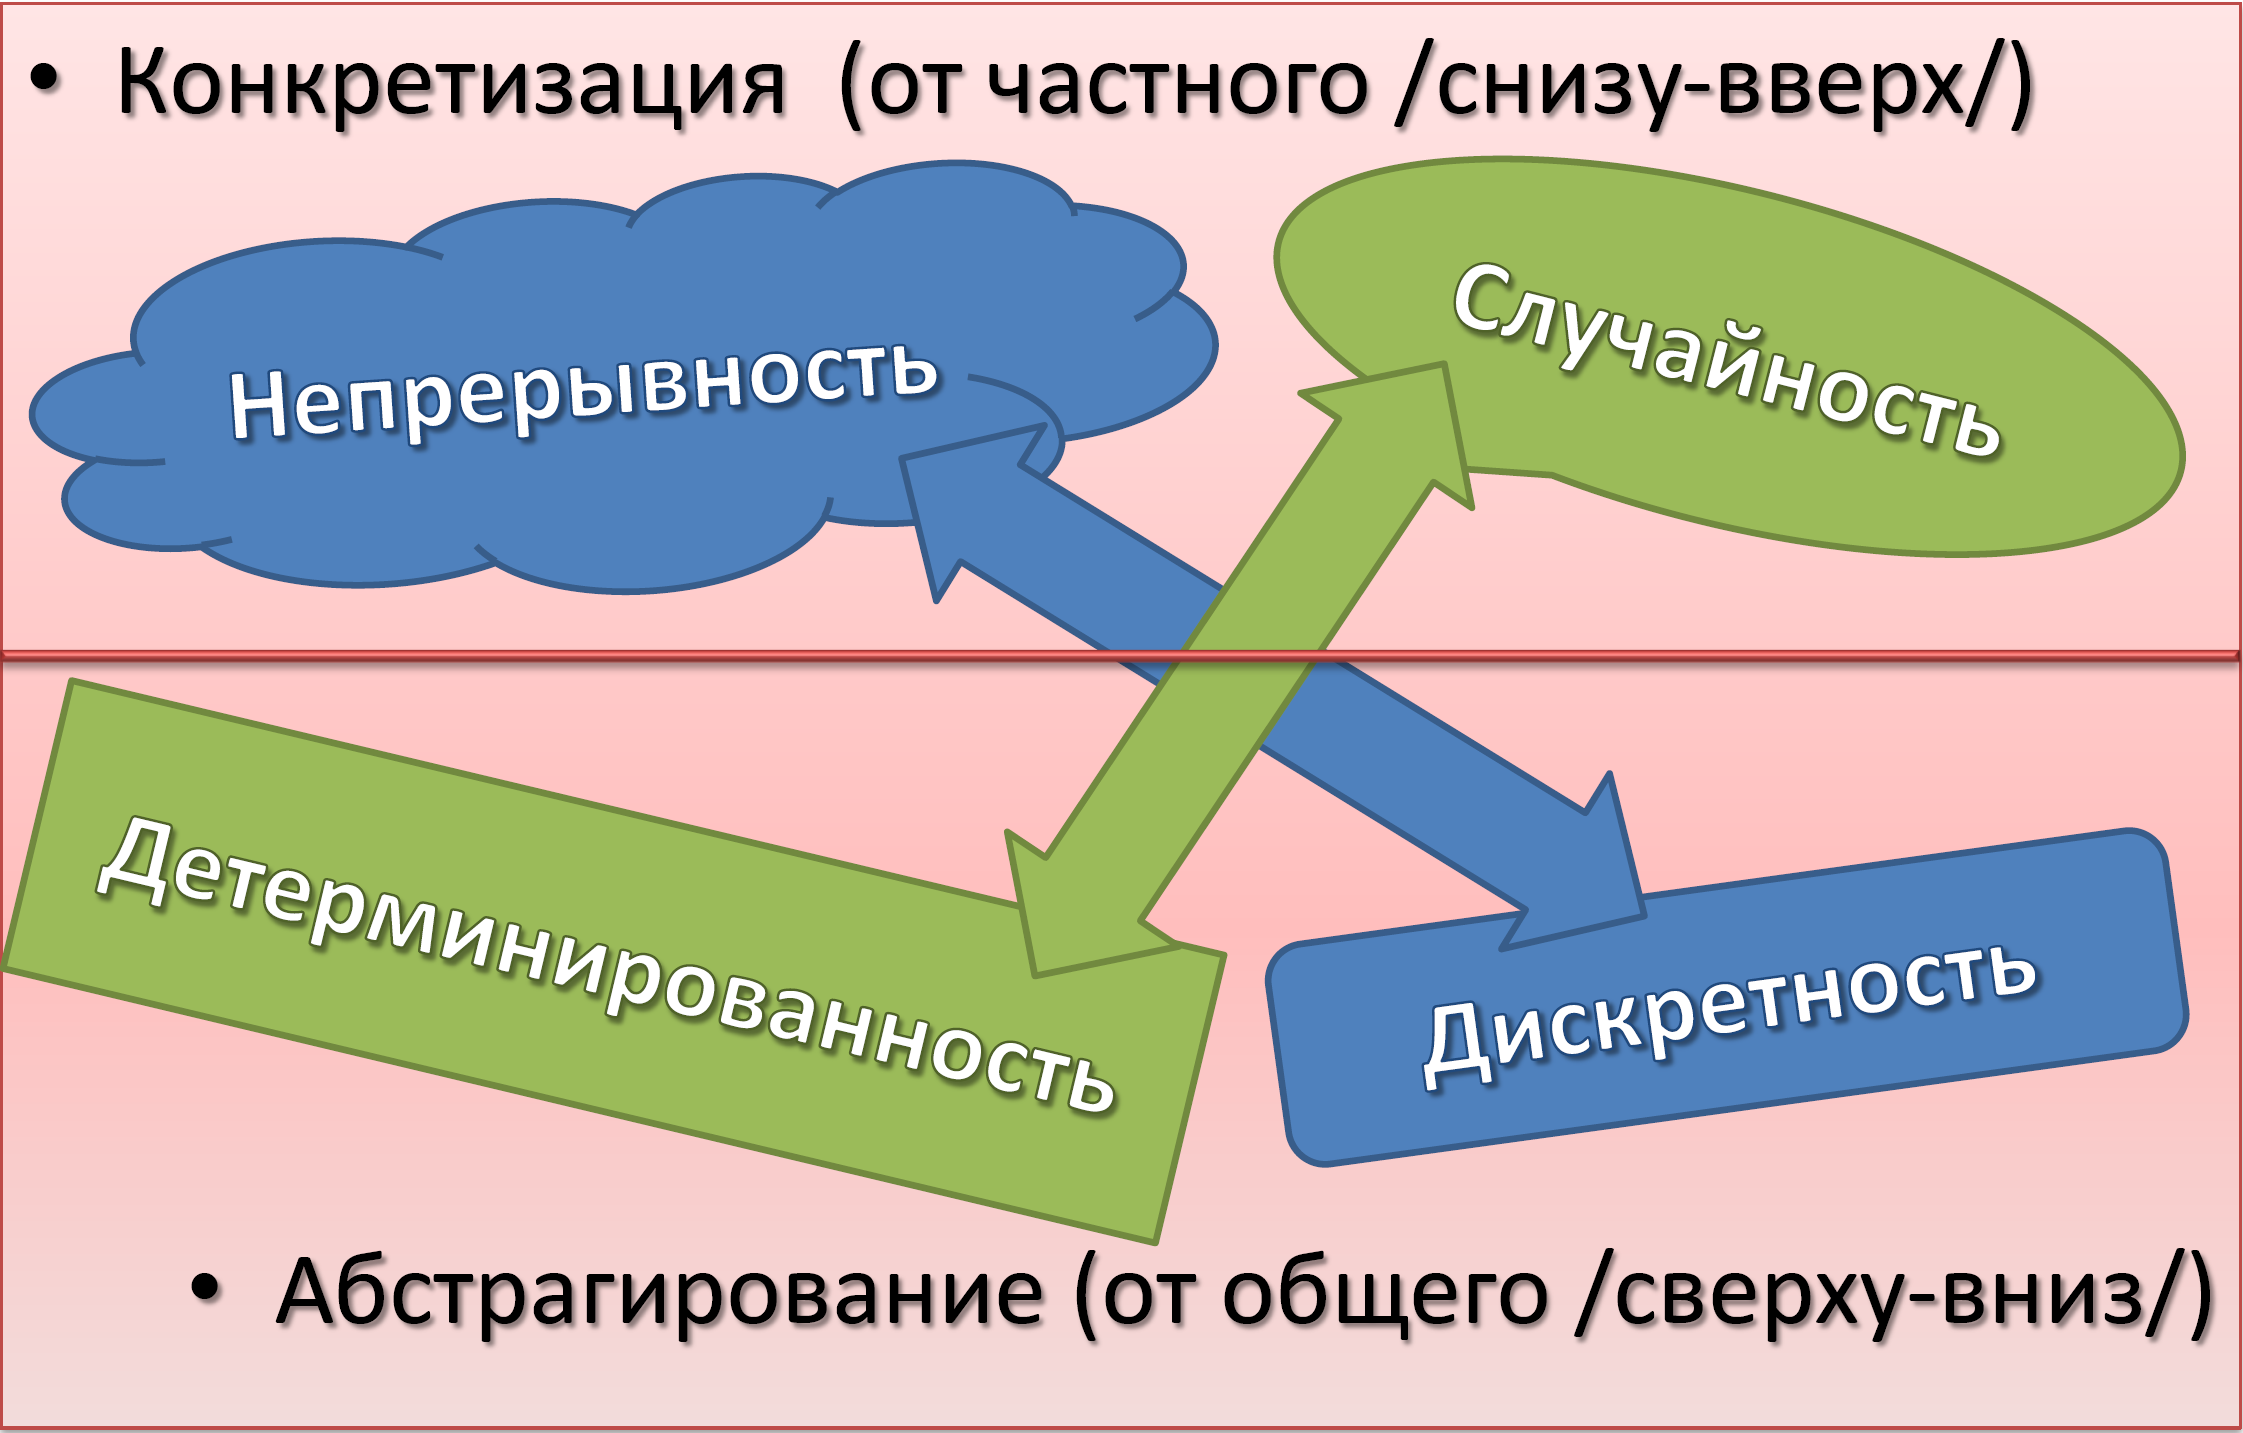 • Конкретизация (от частного /снизу-вверх/)
Непрерывность
Случайность
Детерминированность
Дискретность
• Абстрагирование (от общего /сверху-вниз/)